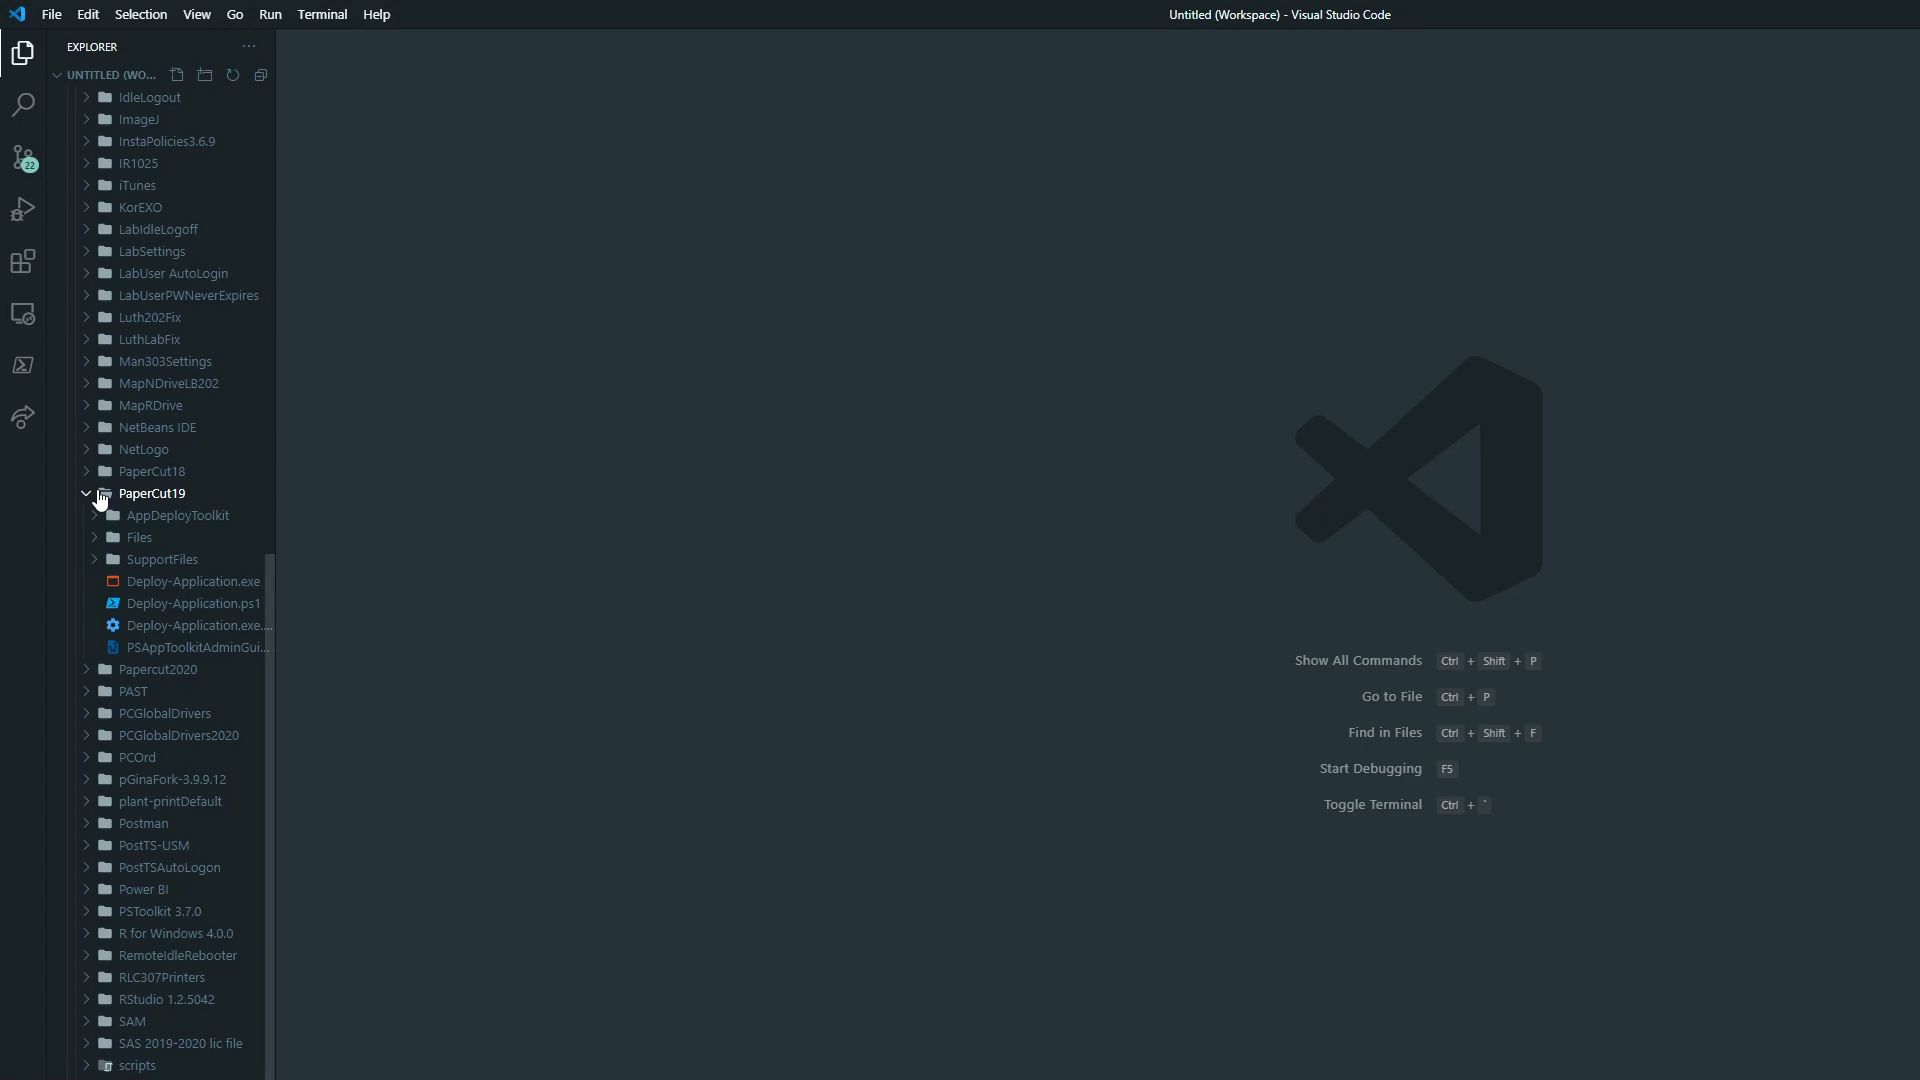 File Edit Selection View Go Run Terminal Help
Untitled (Workspace) - Visual Studio Code
EXPLORER
UNTITLED (WO...
22
IdleLogout
ImageJ
InstaPolicies3.6.9
IR1025
iTunes
KorEXO
LabIdleLogoff
LabSettings
LabUser AutoLogin
LabUserPWNeverExpires
Luth202Fix
LuthLabFix
Man303Settings
MapNDriveLB202
MapRDrive
NetBeans IDE
NetLogo
PaperCut18
PaperCut19
AppDeployToolkit
Files
SupportFiles
Deploy-Application.exe
Deploy-Application.ps1
Deploy-Application.exe....
PSAppToolkitAdminGui...
Papercut2020
PAST
PCGlobalDrivers
PCGlobalDrivers2020
PCOrd
pGinaFork-3.9.9.12
plant-printDefault
Postman
PostTS-USM
PostTSAutoLogon
Power BI
PSToolkit 3.7.0
R for Windows 4.0.0
RemoteIdleRebooter
RLC307Printers
RStudio 1.2.5042
SAM
SAS 2019-2020 lic file
scripts
Show All Commands Ctrl + Shift + P
Go to File Ctrl + P
Find in Files Ctrl + Shift + F
Start Debugging F5
Toggle Terminal Ctrl + `